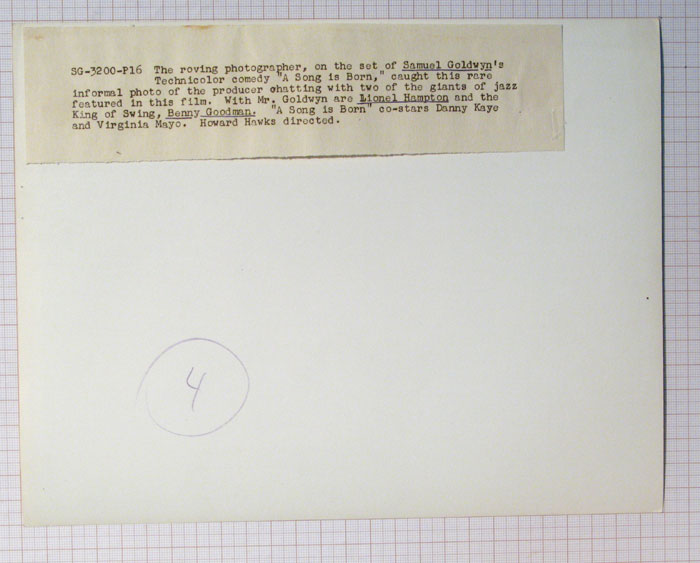 SG-3200-P16 The roving photographer, on the set of Samuel Goldwyn's
Technicolor comedy "A Song is Born," caught this rare
informal photo of the producer chatting with two of the giants of jazz
featured in this film. With Mr. Goldwyn are Lionel Hampton and the
King of Swing, Benny Goodman. "A Song is Born" co-stars Danny Kaye
and Virginia Mayo. Howard Hawks directed.
4